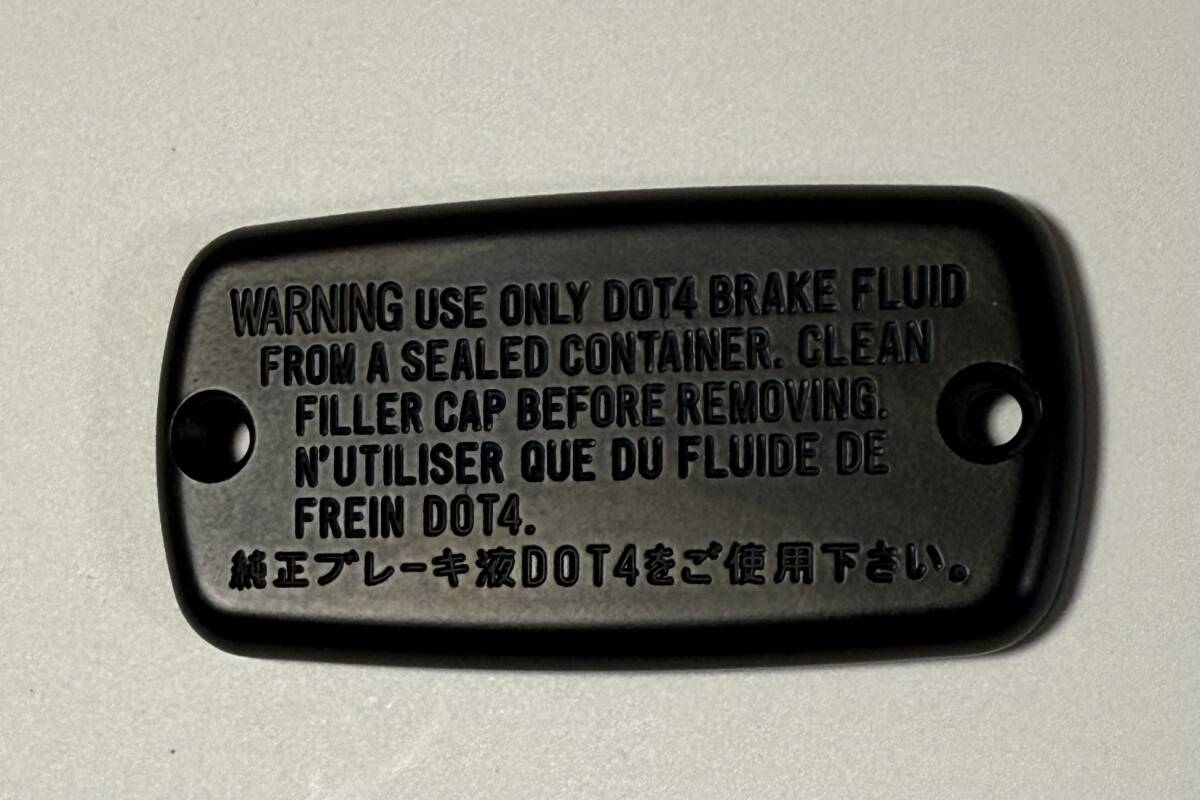 WARNING USE ONLY DOT4 BRAKE FLUID
FROM A SEALED CONTAINER. CLEAN
FILLER CAP BEFORE REMOVING.
N'UTILISER QUE DU FLUIDE DE
FREIN DOT4.
純正ブレーキ液DOT4をご使用下さい。